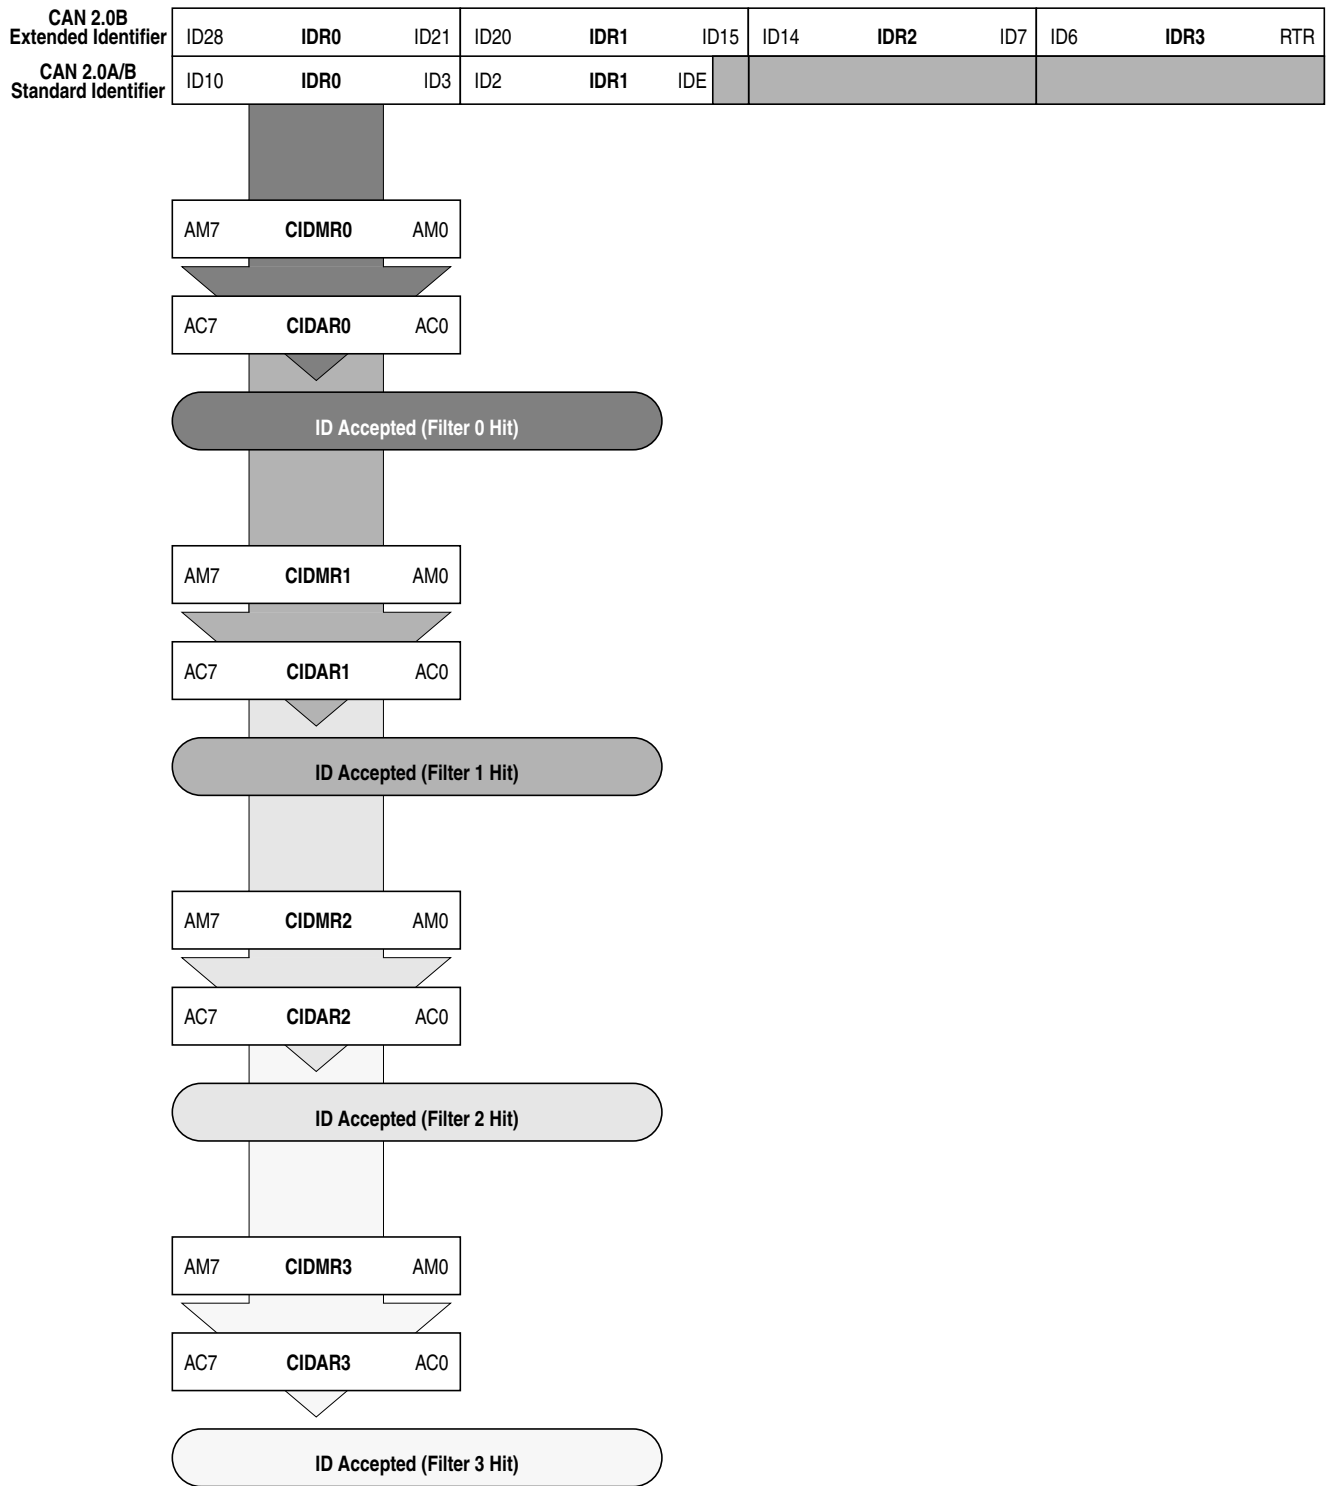 CAN 2.0B
Extended Identifier ID28 IDR0 ID21 ID20 IDR1 ID15 ID14 IDR2 ID7 ID6 IDR3 RTR
CAN 2.0A/B
Standard Identifier ID10 IDR0 ID3 ID2 IDR1 IDE
AM7 CIDMR0 AM0
AC7 CIDAR0 AC0
ID Accepted (Filter 0 Hit)
AM7 CIDMR1 AM0
AC7 CIDAR1 AC0
ID Accepted (Filter 1 Hit)
AM7 CIDMR2 AM0
AC7 CIDAR2 AC0
ID Accepted (Filter 2 Hit)
AM7 CIDMR3 AM0
AC7 CIDAR3 AC0
ID Accepted (Filter 3 Hit)